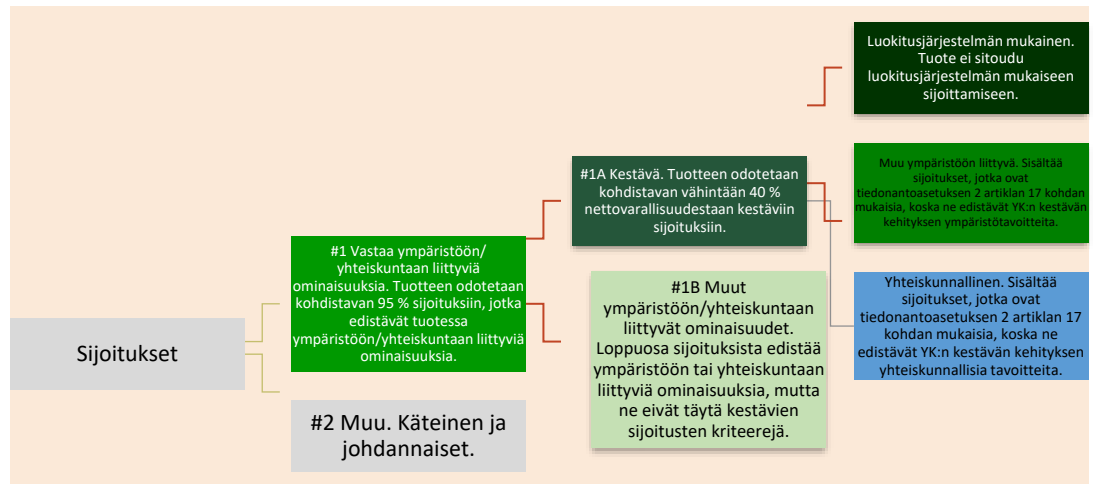 Sijoitukset
#1 Vastaa ympäristöön/
yhteiskuntaan liittyviä
ominaisuuksia. Tuotteen odotetaan
kohdistavan 95 % sijoituksiin, jotka
edistävät tuotessa
ympäristöön/yhteiskuntaan liittyviä
ominaisuuksia.
#2 Muu. Käteinen ja
johdannaiset.
#1A Kestävä. Tuotteen odotetaan
kohdistavan vähintään 40 %
nettovarallisuudestaan kestäviin
sijoituksiin.
#1B Muut
ympäristöön/yhteiskuntaan
liittyvät ominaisuudet.
Loppuosa sijoituksista edistää
ympäristöön tai yhteiskuntaan
liittyviä ominaisuuksia, mutta
ne eivät täytä kestävien
sijoitusten kriteerejä.
Luokitusjärjestelmän mukainen.
Tuote ei sitoudu
luokitusjärjestelmän mukaiseen
sijoittamiseen.
Muu ympäristöön liittyvä. Sisältää
sijoitukset, jotka ovat
tiedonantoasetuksen 2 artiklan 17 kohdan
mukaisia, koska ne edistävät YK:n kestävän
kehityksen ympäristötavoitteita.
Yhteiskunnallinen. Sisältää
sijoitukset, jotka ovat
tiedonantoasetuksen 2 artiklan 17
kohdan mukaisia, koska ne
edistävät YK:n kestävän kehityksen
yhteiskunnallisia tavoitteita.